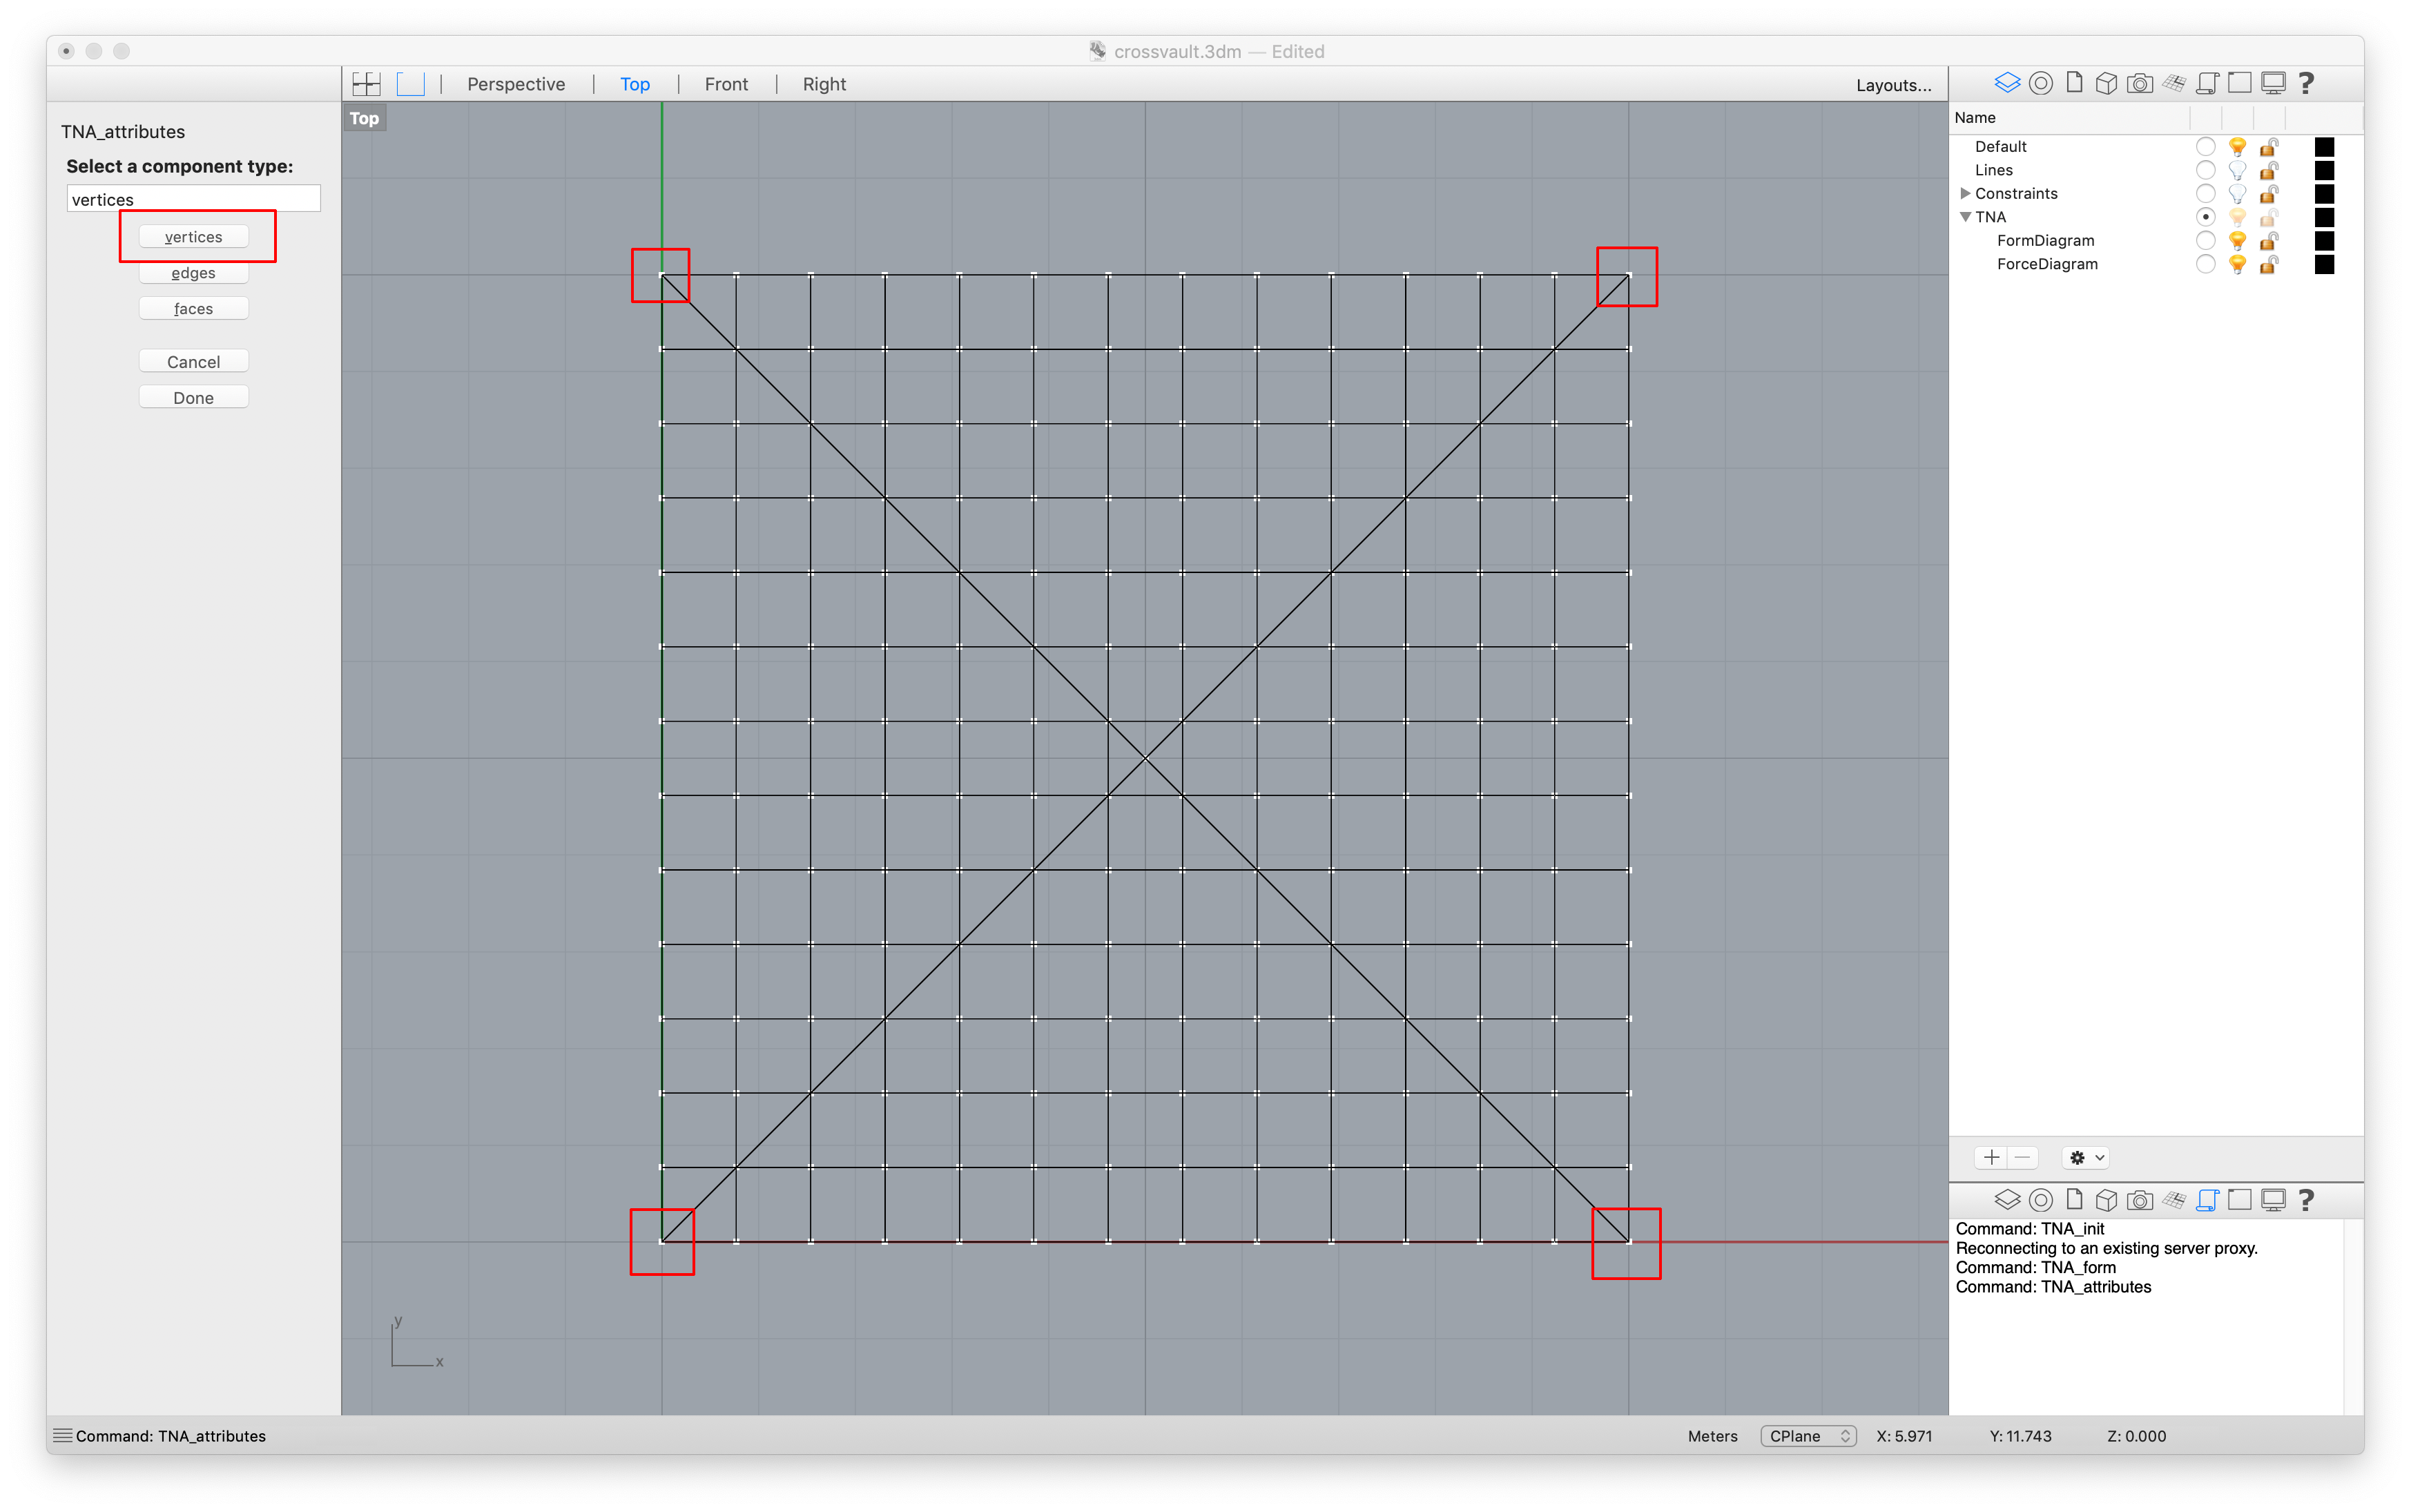 crossvault.3dm — Edited
Perspective | Top | Front | Right
Layouts...
TNA_attributes
Select a component type:
vertices
vertices
edges
faces
Cancel
Done
Top
y
x
Name
Default
Lines
Constraints
TNA
FormDiagram
ForceDiagram
Command: TNA_init
Reconnecting to an existing server proxy.
Command: TNA_form
Command: TNA_attributes
Command: TNA_attributes
Meters CPlane X: 5.971 Y: 11.743 Z: 0.000